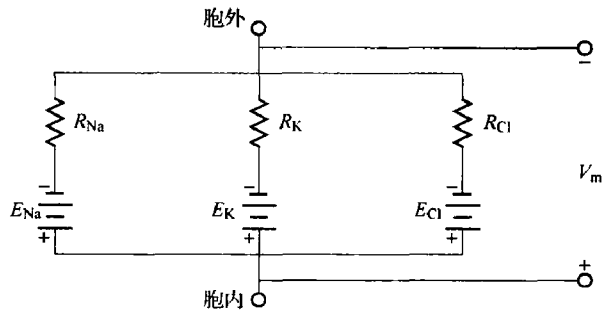 胞外
−
R_Na
R_K
R_Cl
V_m
−
−
−
E_Na
E_K
E_Cl
+
+
+
+
胞内